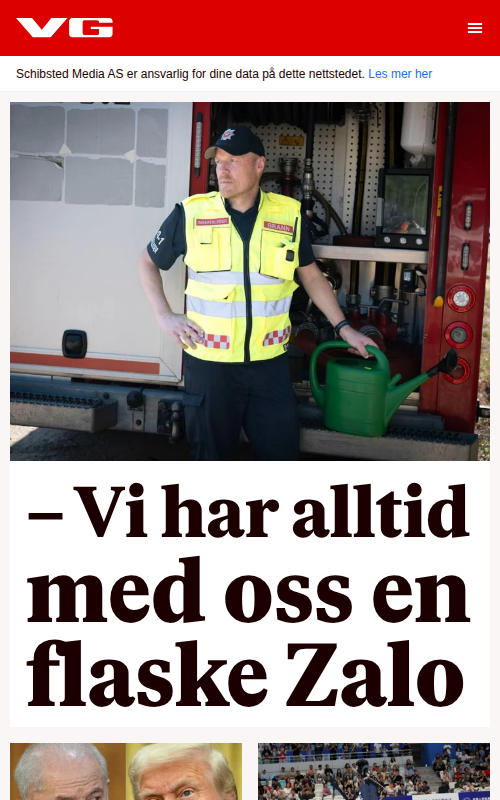 VG
Schibsted Media AS er ansvarlig for dine data på dette nettstedet. Les mer her
BRANN
– Vi har alltid
med oss en
flaske Zalo